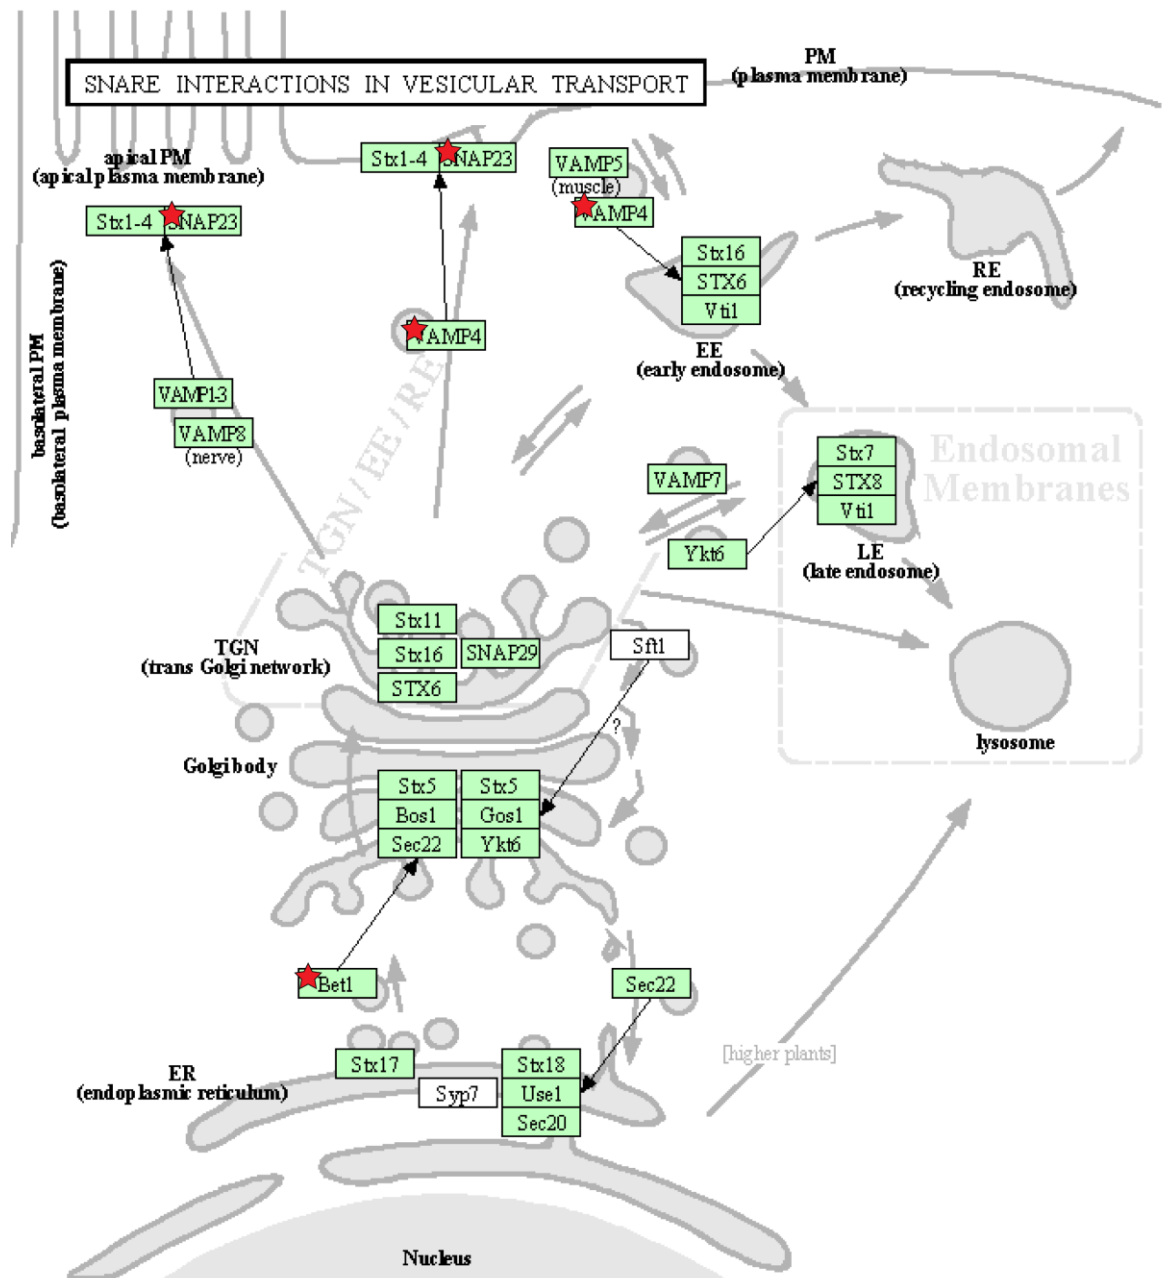 PM
(plasma membrane)
SNARE INTERACTIONS IN VESICULAR TRANSPORT
apical PM
(apical plasma membrane)
Stx1-4 SNAP23
VAMP5
(muscle)
VAMP4
Stx1-4 SNAP23
Stx16
STX6
Vti1
RE
(recycling endosome)
basolateral PM
(basolateral plasma membrane)
VAMP4
EE
(early endosome)
VAMP1-3
VAMP8
(nerve)
TGN/EE/RE
Endosomal
Membranes
Stx7
STX8
Vti1
VAMP7
Ykt6
LE
(late endosome)
TGN
(trans Golgi network)
Stx11
Stx16
STX6
SNAP29
Sft1
?
lysosome
Golgi body
Stx5
Bos1
Sec22
Stx5
Gos1
Ykt6
Bet1
Sec22
[higher plants]
ER
(endoplasmic reticulum)
Stx17
Syp7
Stx18
Use1
Sec20
Nucleus